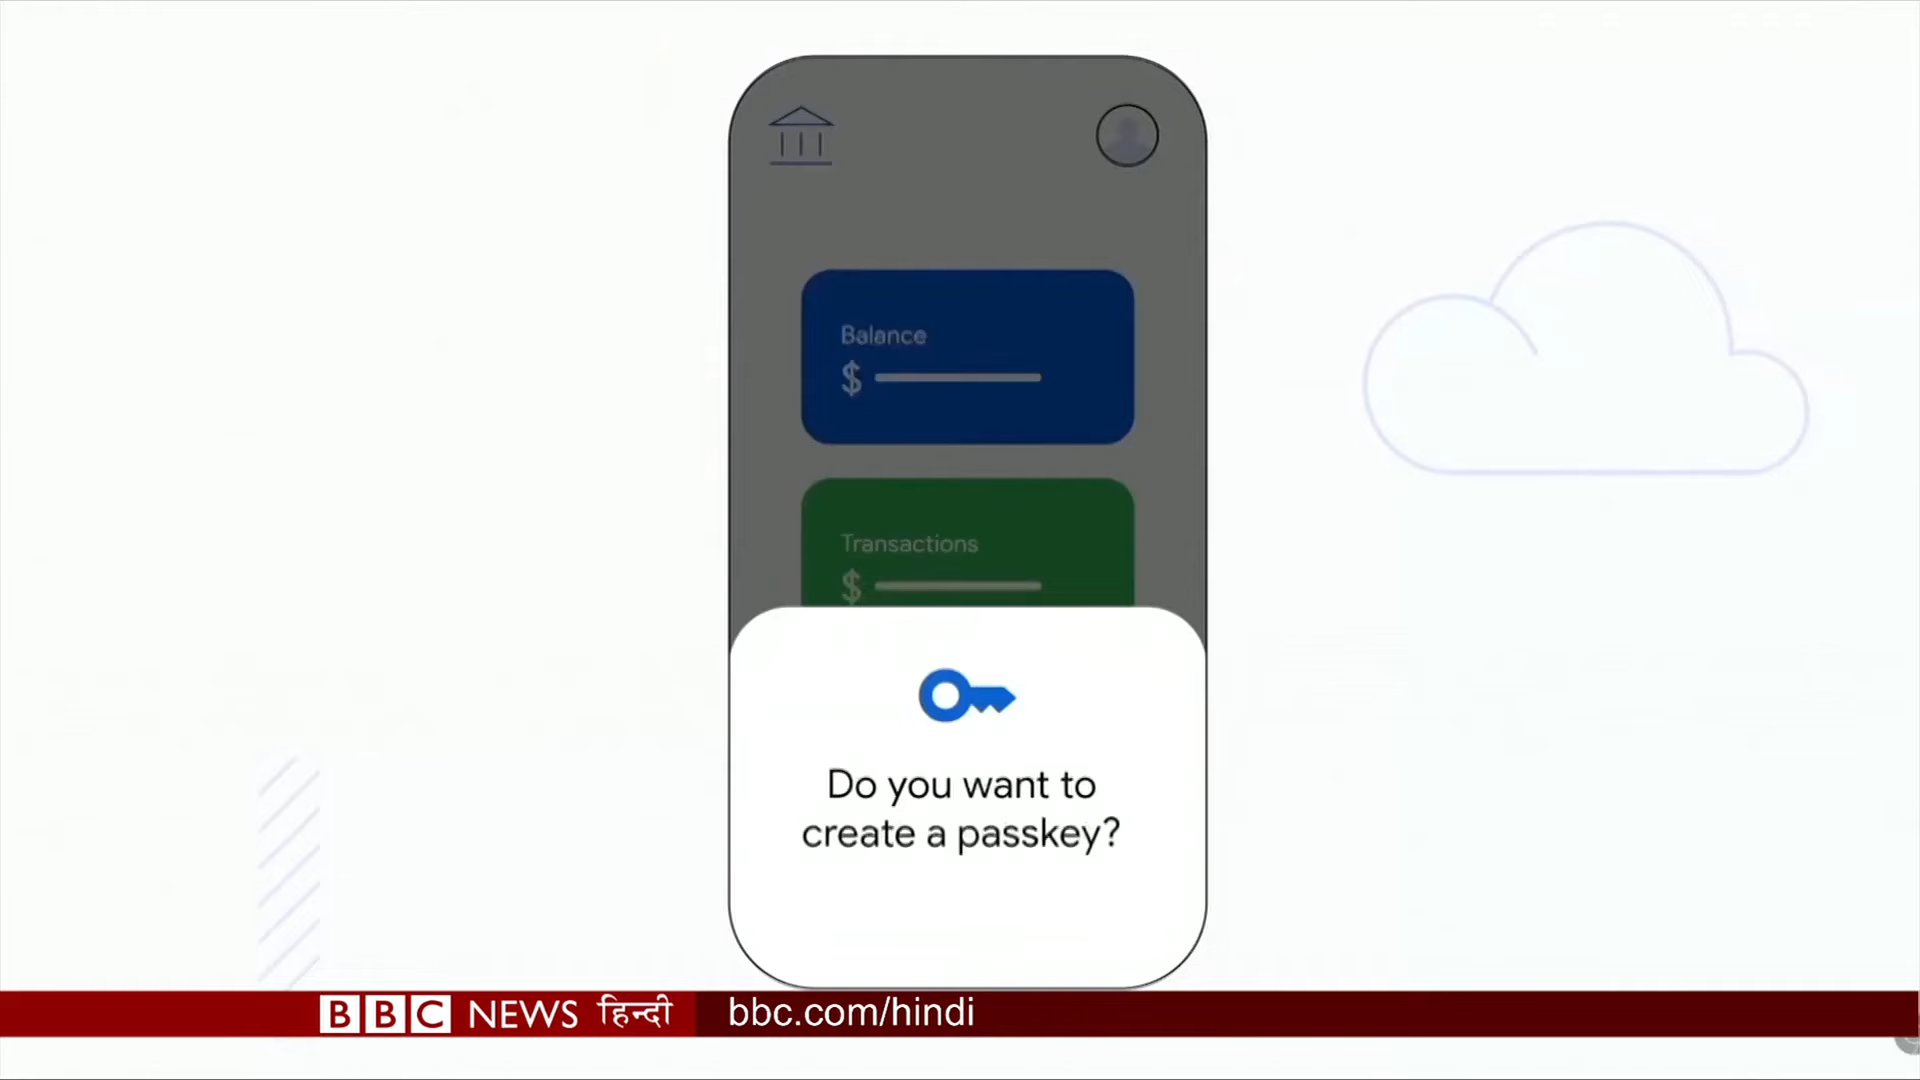 Balance
$
Transactions
$
Do you want to
create a passkey?
BBC NEWS हिन्दी bbc.com/hindi